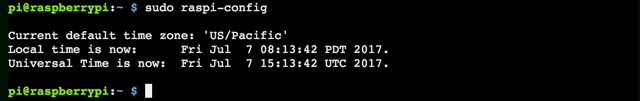 pi@raspberrypi:~ $ sudo raspi-config
Current default time zone: 'US/Pacific'
Local time is now:      Fri Jul  7 08:13:42 PDT 2017.
Universal Time is now:  Fri Jul  7 15:13:42 UTC 2017.
pi@raspberrypi:~ $